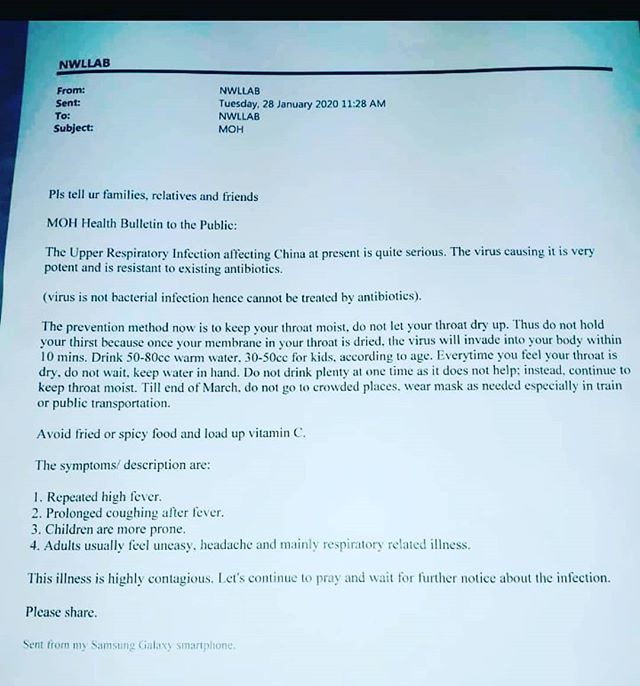 NWLLAB
From: NWLLAB
Sent: Tuesday, 28 January 2020 11:28 AM
To: NWLLAB
Subject: MOH
Pls tell ur families, relatives and friends
MOH Health Bulletin to the Public:
The Upper Respiratory Infection affecting China at present is quite serious. The virus causing it is very
potent and is resistant to existing antibiotics.
(virus is not bacterial infection hence cannot be treated by antibiotics).
The prevention method now is to keep your throat moist, do not let your throat dry up. Thus do not hold
your thirst because once your membrane in your throat is dried, the virus will invade into your body within
10 mins. Drink 50-80cc warm water, 30-50cc for kids, according to age. Everytime you feel your throat is
dry, do not wait, keep water in hand. Do not drink plenty at one time as it does not help; instead, continue to
keep throat moist. Till end of March, do not go to crowded places, wear mask as needed especially in train
or public transportation.
Avoid fried or spicy food and load up vitamin C.
The symptoms/ description are:
1. Repeated high fever.
2. Prolonged coughing after fever.
3. Children are more prone.
4. Adults usually feel uneasy, headache and mainly respiratory related illness.
This illness is highly contagious. Let's continue to pray and wait for further notice about the infection.
Please share.
Sent from my Samsung Galaxy smartphone.